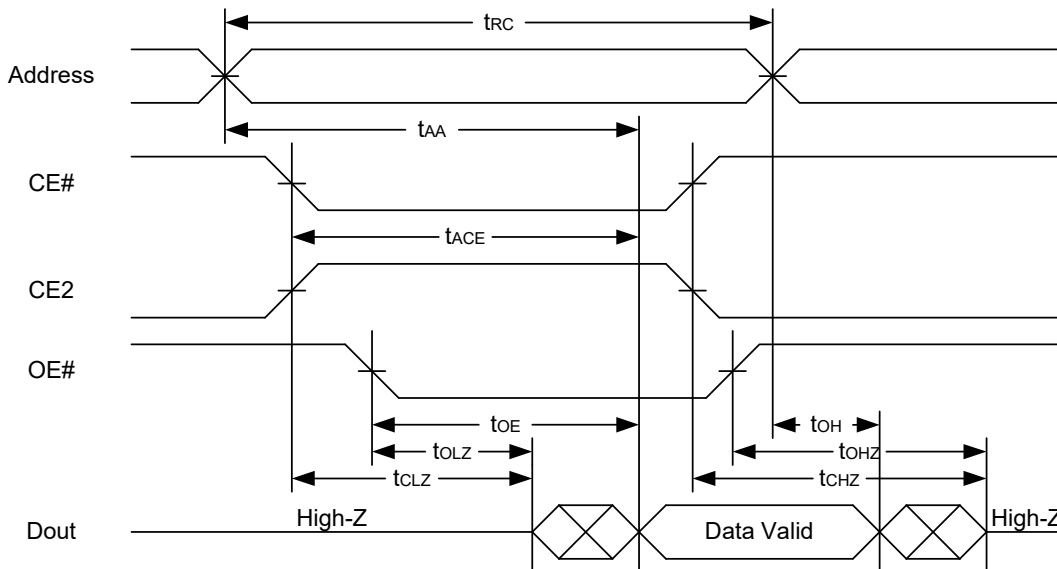 tRC
Address
tAA
CE#
tACE
CE2
OE#
tOE
tOH
tOLZ
tOHZ
tCLZ
tCHZ
High-Z
Dout
Data Valid
High-Z